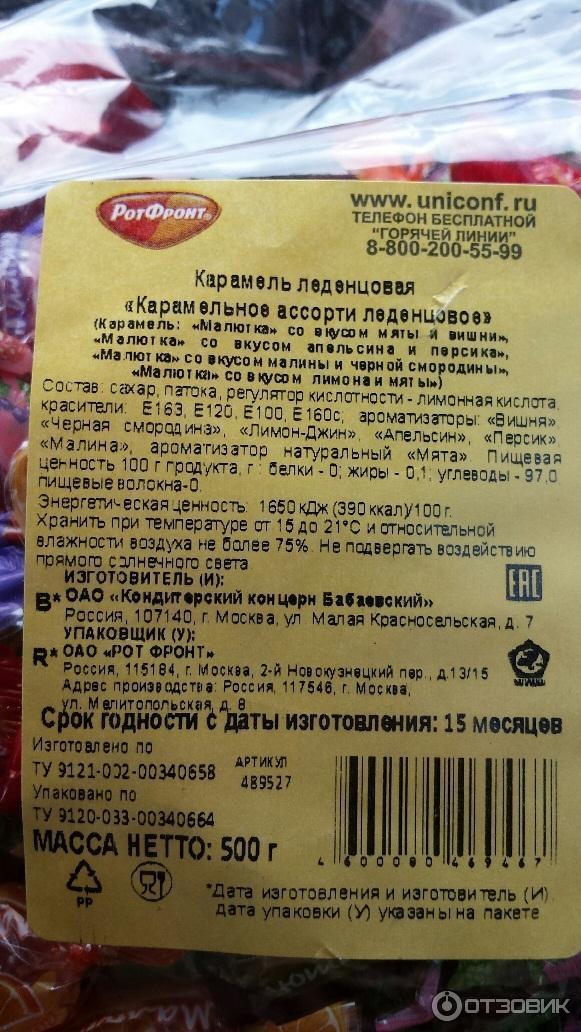 РотФронт®
www. uniconf.ru
ТЕЛЕФОН БЕСПЛАТНОЙ
"ГОРЯЧЕЙ ЛИНИИ"
8-800-200-55-99
Карамель леденцовая
«Карамельное ассорти леденцовое»
(Карамель: «Малютка» со вкусом мяты и вишни»,
«Малютка» со вкусом апельсина и персика»,
«Малютка» со вкусом малины и черной смородины»,
«Малютка» со вкусом лимона и мяты»)
Состав: сахар, патока, регулятор кислотности - лимонная кислота,
красители: Е163, Е120, Е100, Е160с; ароматизаторы: «Вишня»,
«Черная смородина», «Лимон-Джин», «Апельсин», «Персик»,
«Малина»; ароматизатор натуральный «Мята». Пищевая
ценность 100 г продукта, г : белки - 0; жиры - 0,1; углеводы - 97,0
пищевые волокна-0.
Энергетическая ценность: 1650 кДж (390 ккал)/100 г.
Хранить при температуре от 15 до 21°С и относительной
влажности воздуха не более 75%. Не подвергать воздействию
прямого солнечного света.
ИЗГОТОВИТЕЛЬ (И):
В* ОАО «Кондитерский концерн Бабаевский»
Россия, 107140, г. Москва, ул. Малая Красносельская, д. 7
УПАКОВЩИК (У):
R* ОАО «РОТ ФРОНТ»
Россия, 115184, г. Москва, 2-й Новокузнецкий пер., д.13/15
Адрес производства: Россия, 117546, г. Москва,
ул. Мелитопольская, д. 8
EAC
Срок годности с даты изготовления: 15 месяцев
Изготовлено по
ТУ 9121-002-00340658
Упаковано по
ТУ 9120-033-00340664
АРТИКУЛ
489527
МАССА НЕТТО: 500 г
4600080469467
PP
*Дата изготовления и изготовитель (И)
дата упаковки (У) указаны на пакете
Мал
ОТЗОВИК